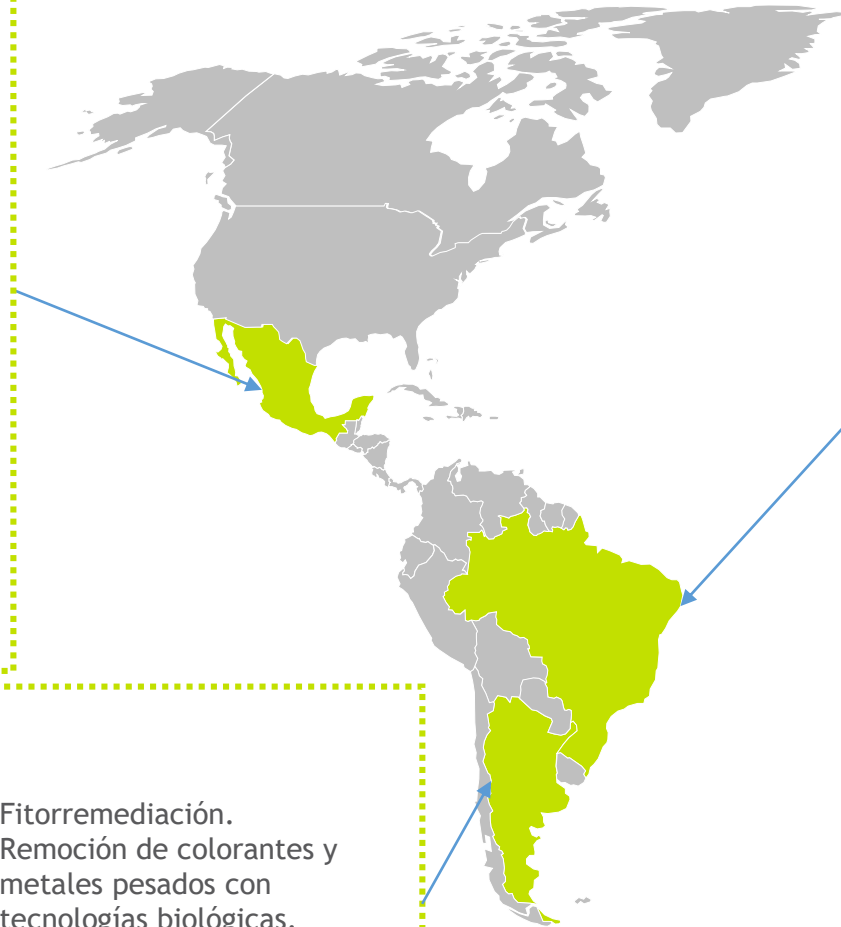 Fitorremediación.
Remoción de colorantes y
metales pesados con
tecnologías biológicas.